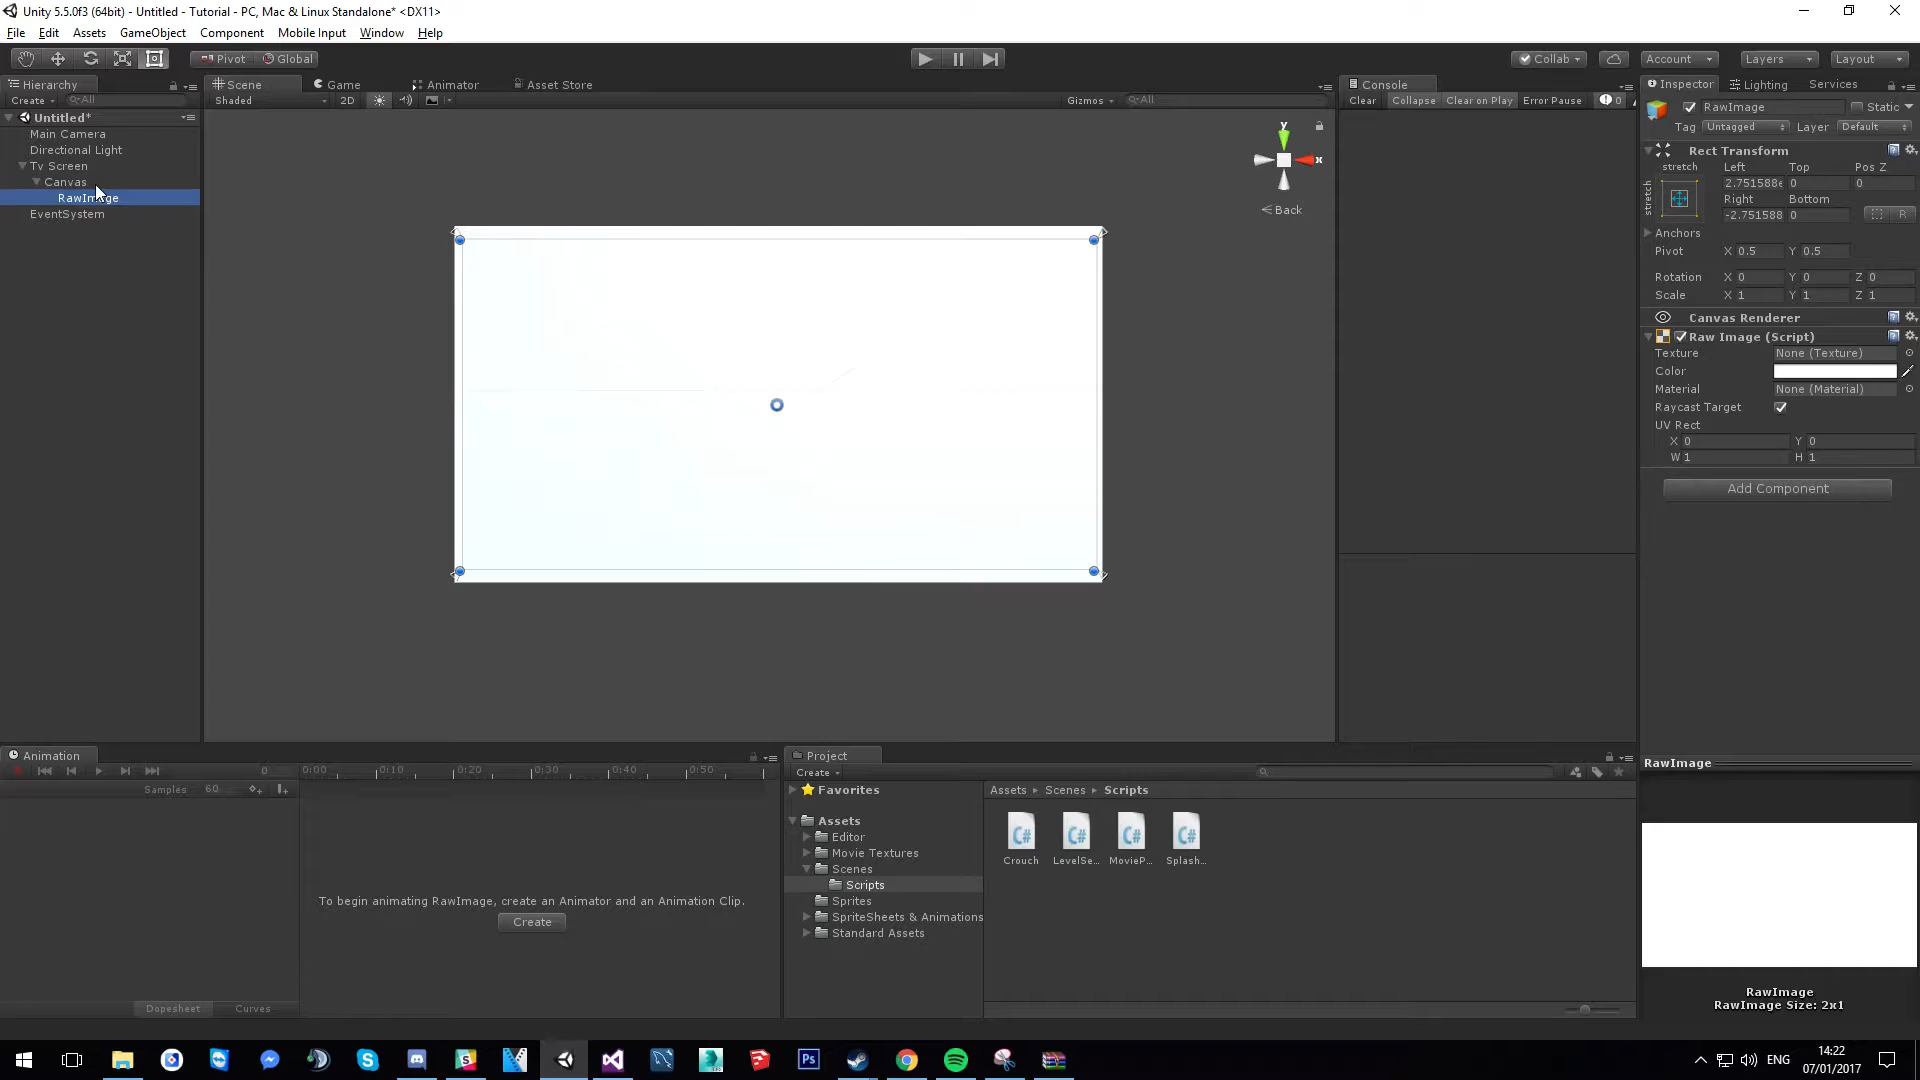 Unity 5.5.0f3 (64bit) - Untitled - Tutorial - PC, Mac & Linux Standalone* <DX11>
File Edit Assets GameObject Component Mobile Input Window Help
Pivot Global Collab Account Layers Layout
Hierarchy Scene Game Animator Asset Store Console Inspector Lighting Services
Create All Shaded 2D Gizmos All Clear Collapse Clear on Play Error Pause 0 RawImage Static
Untitled*
Main Camera
Directional Light
Tv Screen
Canvas
RawImage
EventSystem
y
x
Back
Tag Untagged Layer Default
Rect Transform
stretch Left Top Pos Z
stretch
2.751588e 0 0
Right Bottom
-2.751588 0 R
Anchors
Pivot X 0.5 Y 0.5
Rotation X 0 Y 0 Z 0
Scale X 1 Y 1 Z 1
Canvas Renderer
Raw Image (Script)
Texture None (Texture)
Color
Material None (Material)
Raycast Target
UV Rect
X 0 Y 0
W 1 H 1
Add Component
Animation
0 0:00 0:10 0:20 0:30 0:40 0:50
Samples 60
To begin animating RawImage, create an Animator and an Animation Clip.
Create
Dopesheet Curves
Project
Create
Favorites
Assets
Editor
Movie Textures
Scenes
Scripts
Sprites
SpriteSheets & Animations
Standard Assets
Assets Scenes Scripts
C# C# C# C#
Crouch LevelSe... MovieP... Splash...
RawImage
RawImage
RawImage Size: 2x1
Ps
ENG
14:22
07/01/2017